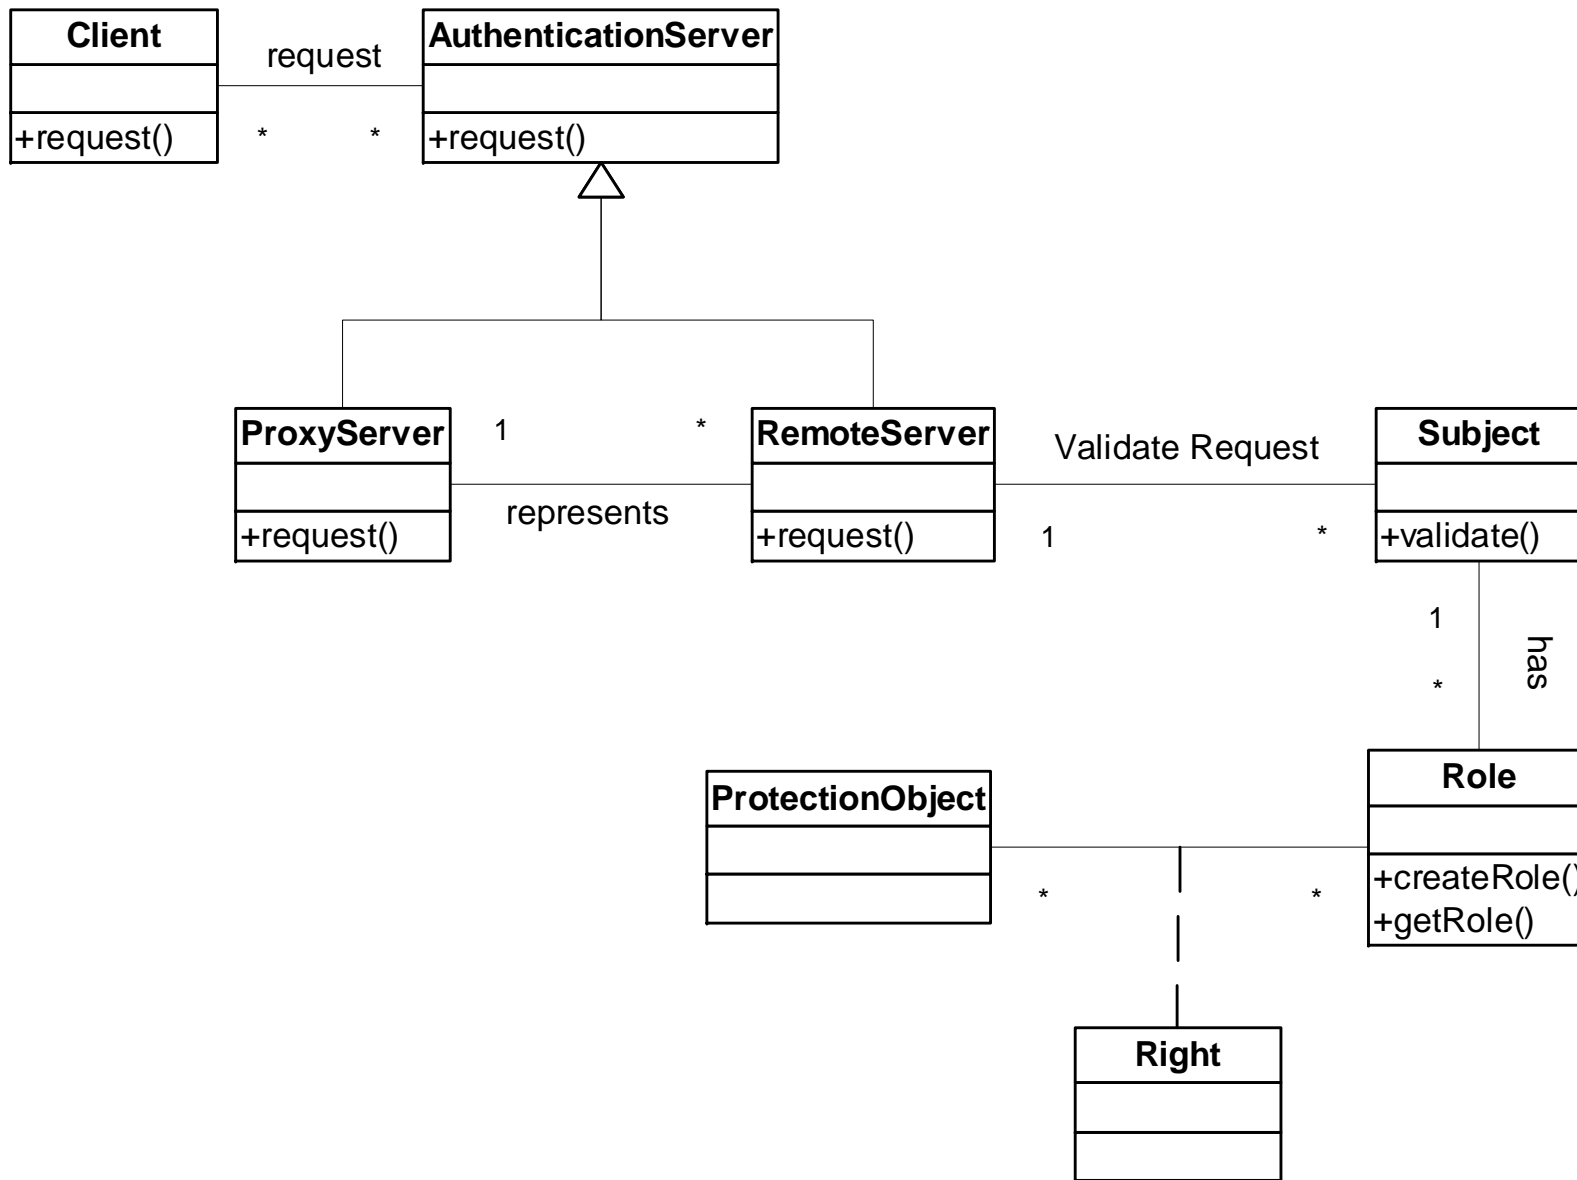 Client
+request()
request
*
*
AuthenticationServer
+request()
ProxyServer
+request()
1
*
represents
RemoteServer
+request()
Validate Request
1
*
Subject
+validate()
1
*
has
ProtectionObject
*
*
Role
+createRole()
+getRole()
Right